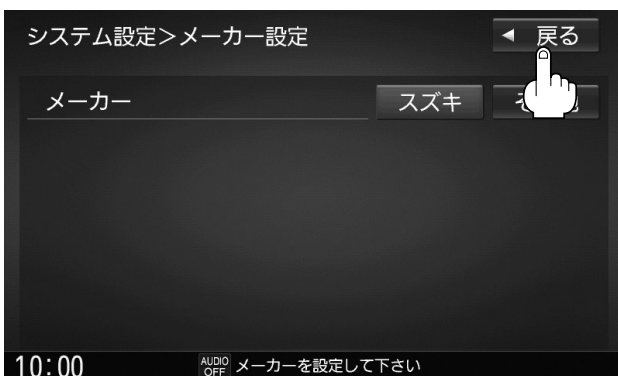 システム設定>メーカー設定
◀ 戻る
メーカー
スズキ
10:00
AUDIO OFF
メーカーを設定して下さい